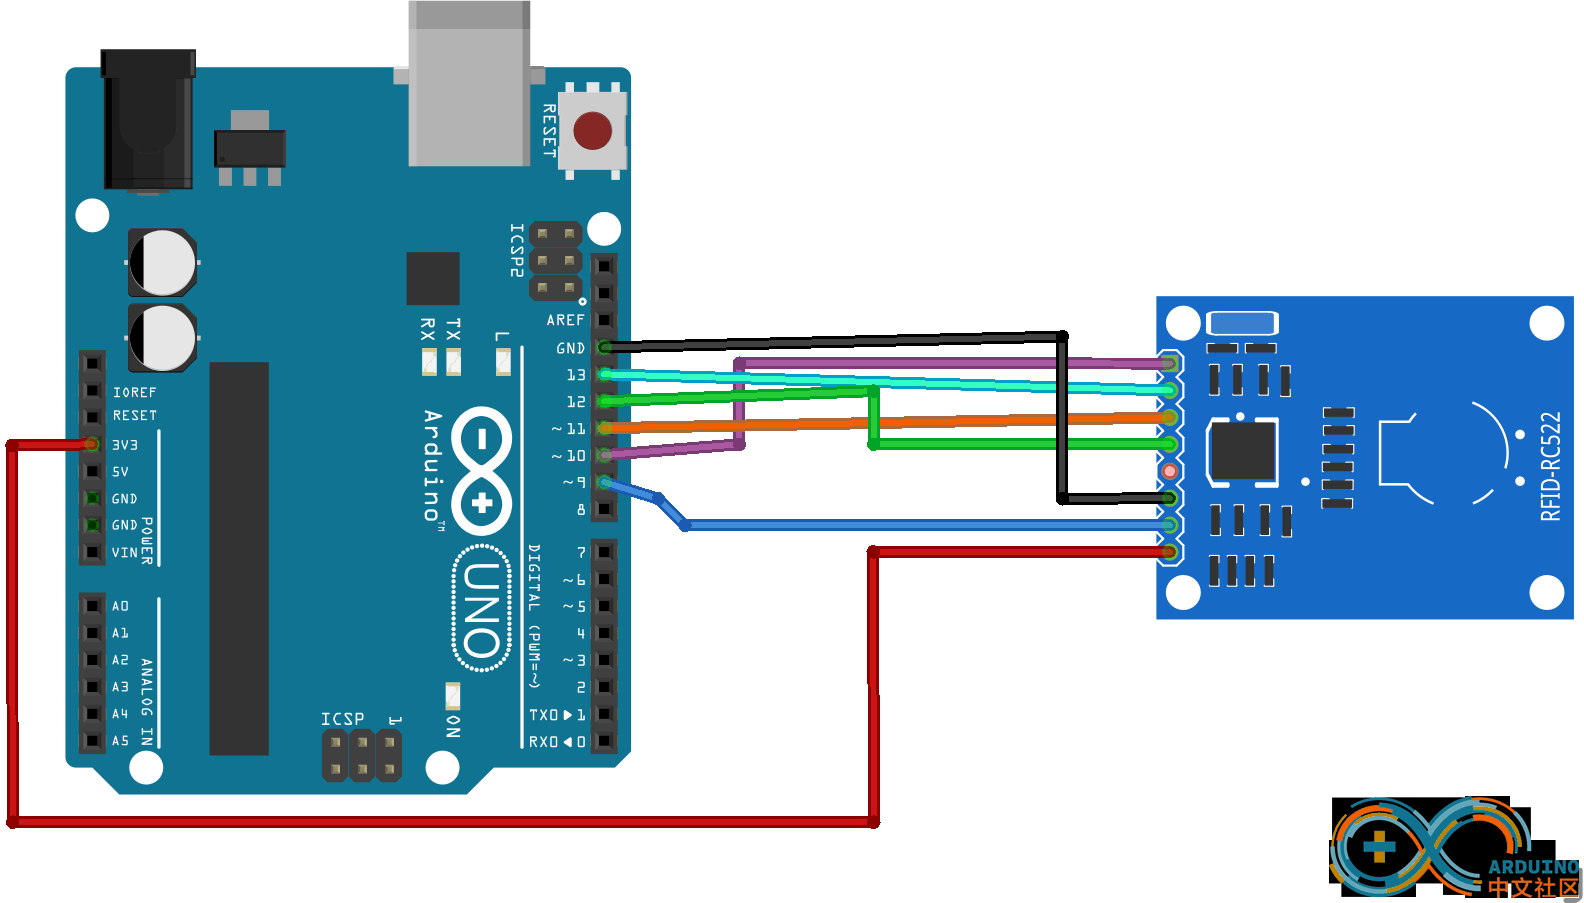 RESET
ICSP2
AREF
GND
13
12
~11
~10
~9
8
RX
TX
L
IOREF
RESET
3V3
5V
GND
GND
VIN
POWER
Arduino™
UNO
7
~6
~5
4
~3
2
TX0▶1
RX0◀0
DIGITAL (PWM=~)
A0
A1
A2
A3
A4
A5
ANALOG IN
ICSP
1
ON
RFID-RC522
ARDUINO
中文社区